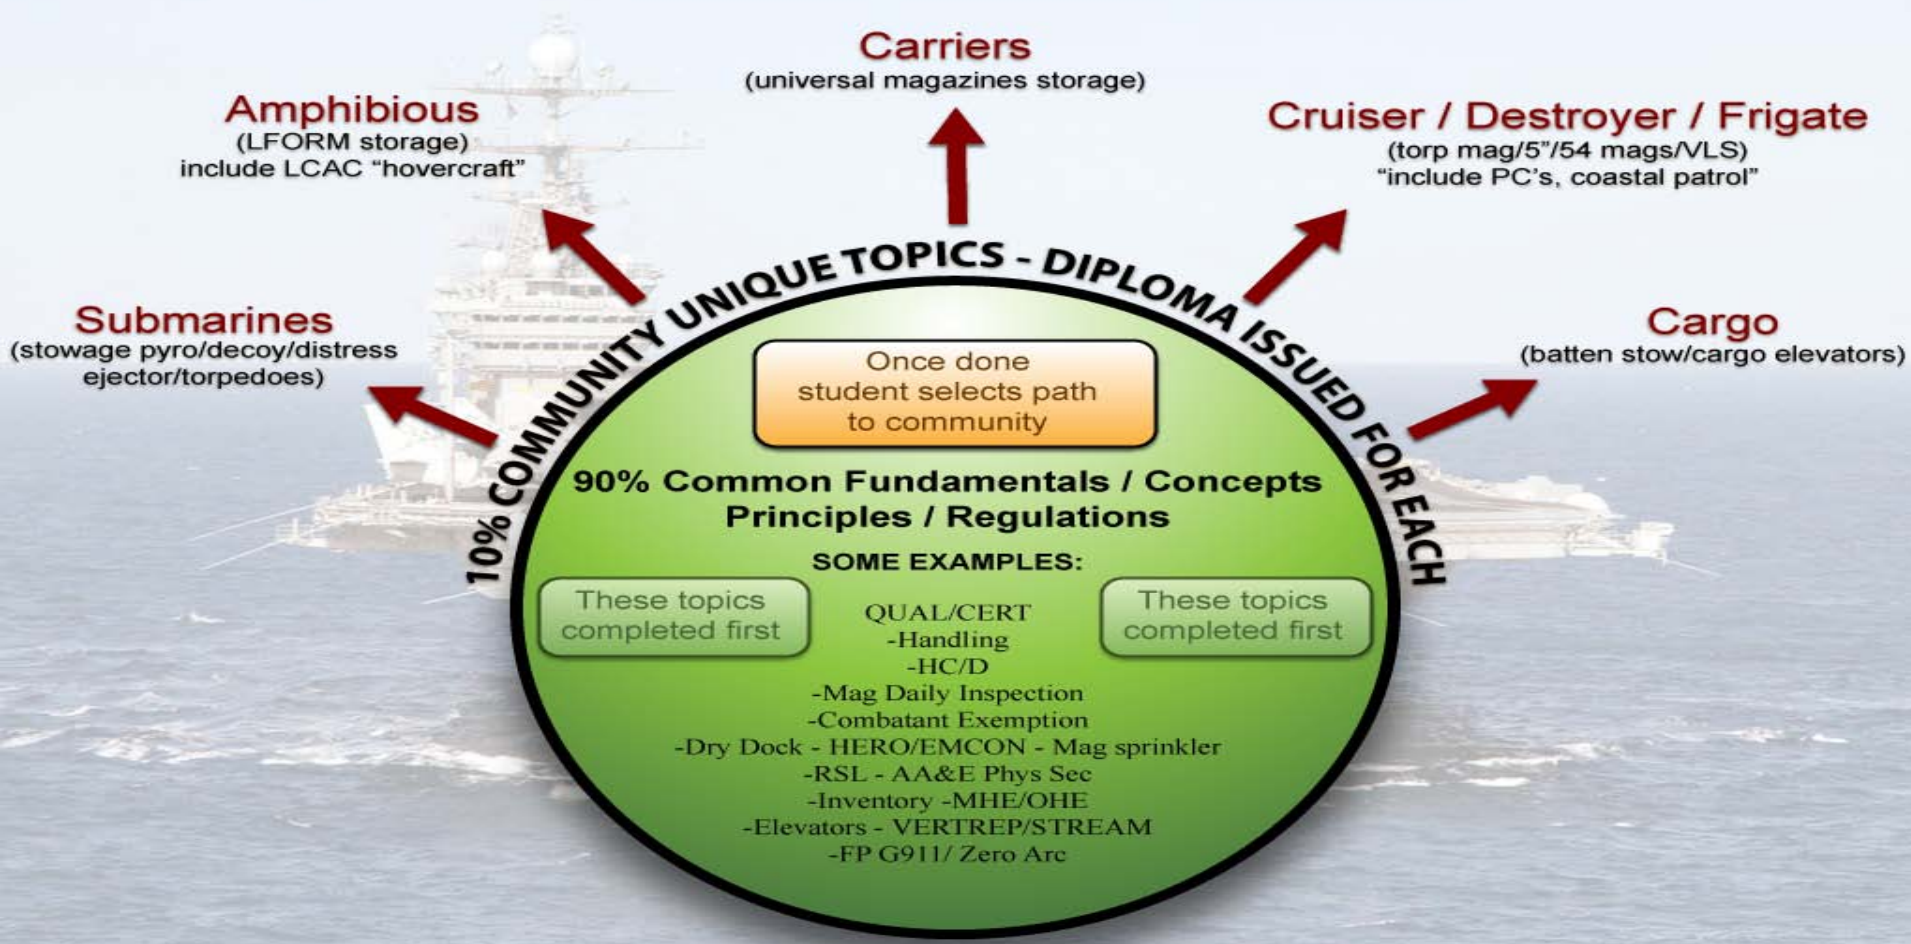 Carriers
(universal magazines storage)
Amphibious
(LFORM storage)
include LCAC “hovercraft”
Cruiser / Destroyer / Frigate
(torp mag/5”/54 mags/VLS)
“include PC's, coastal patrol”
Submarines
(stowage pyro/decoy/distress
ejector/torpedoes)
Cargo
(batten stow/cargo elevators)
10% COMMUNITY UNIQUE TOPICS - DIPLOMA ISSUED FOR EACH
Once done
student selects path
to community
90% Common Fundamentals / Concepts
Principles / Regulations
SOME EXAMPLES:
These topics
completed first
These topics
completed first
QUAL/CERT
-Handling
-HC/D
-Mag Daily Inspection
-Combatant Exemption
-Dry Dock - HERO/EMCON - Mag sprinkler
-RSL - AA&E Phys Sec
-Inventory -MHE/OHE
-Elevators - VERTREP/STREAM
-FP G911/ Zero Arc